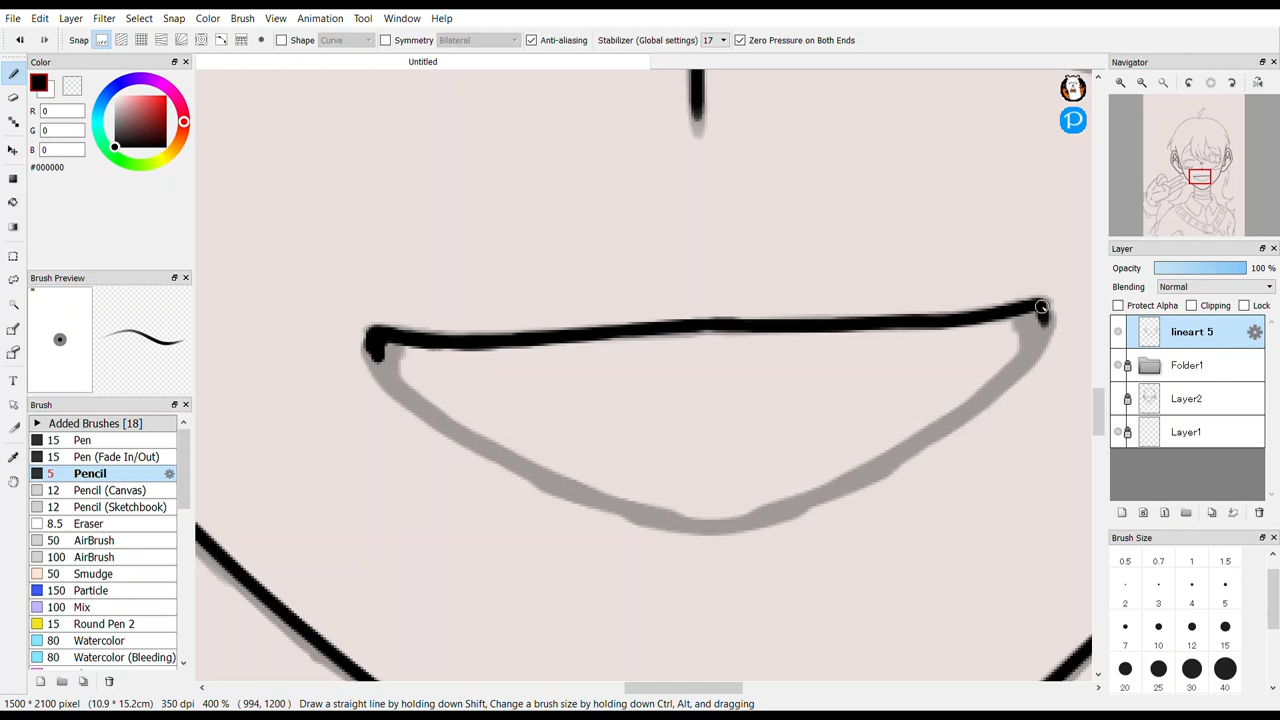 File Edit Layer Filter Select Snap Color Brush View Animation Tool Window Help
Snap off Shape Curve Symmetry Bilateral Anti-aliasing Stabilizer (Global settings) 17 Zero Pressure on Both Ends
Color
Untitled
Navigator
R 0
G 0
B 0
#000000
Layer
Opacity 100 %
Blending Normal
Protect Alpha Clipping Lock
lineart 5
Folder1
Layer2
Layer1
Brush Preview
Brush
Added Brushes [18]
15 Pen
15 Pen (Fade In/Out)
5 Pencil
12 Pencil (Canvas)
12 Pencil (Sketchbook)
8.5 Eraser
50 AirBrush
100 AirBrush
50 Smudge
150 Particle
100 Mix
15 Round Pen 2
80 Watercolor
80 Watercolor (Bleeding)
Brush Size
0.5 0.7 1 1.5
2 3 4 5
7 10 12 15
20 25 30 40
1500 * 2100 pixel (10.9 * 15.2cm) 350 dpi 400 % ( 994, 1200 ) Draw a straight line by holding down Shift, Change a brush size by holding down Ctrl, Alt, and dragging